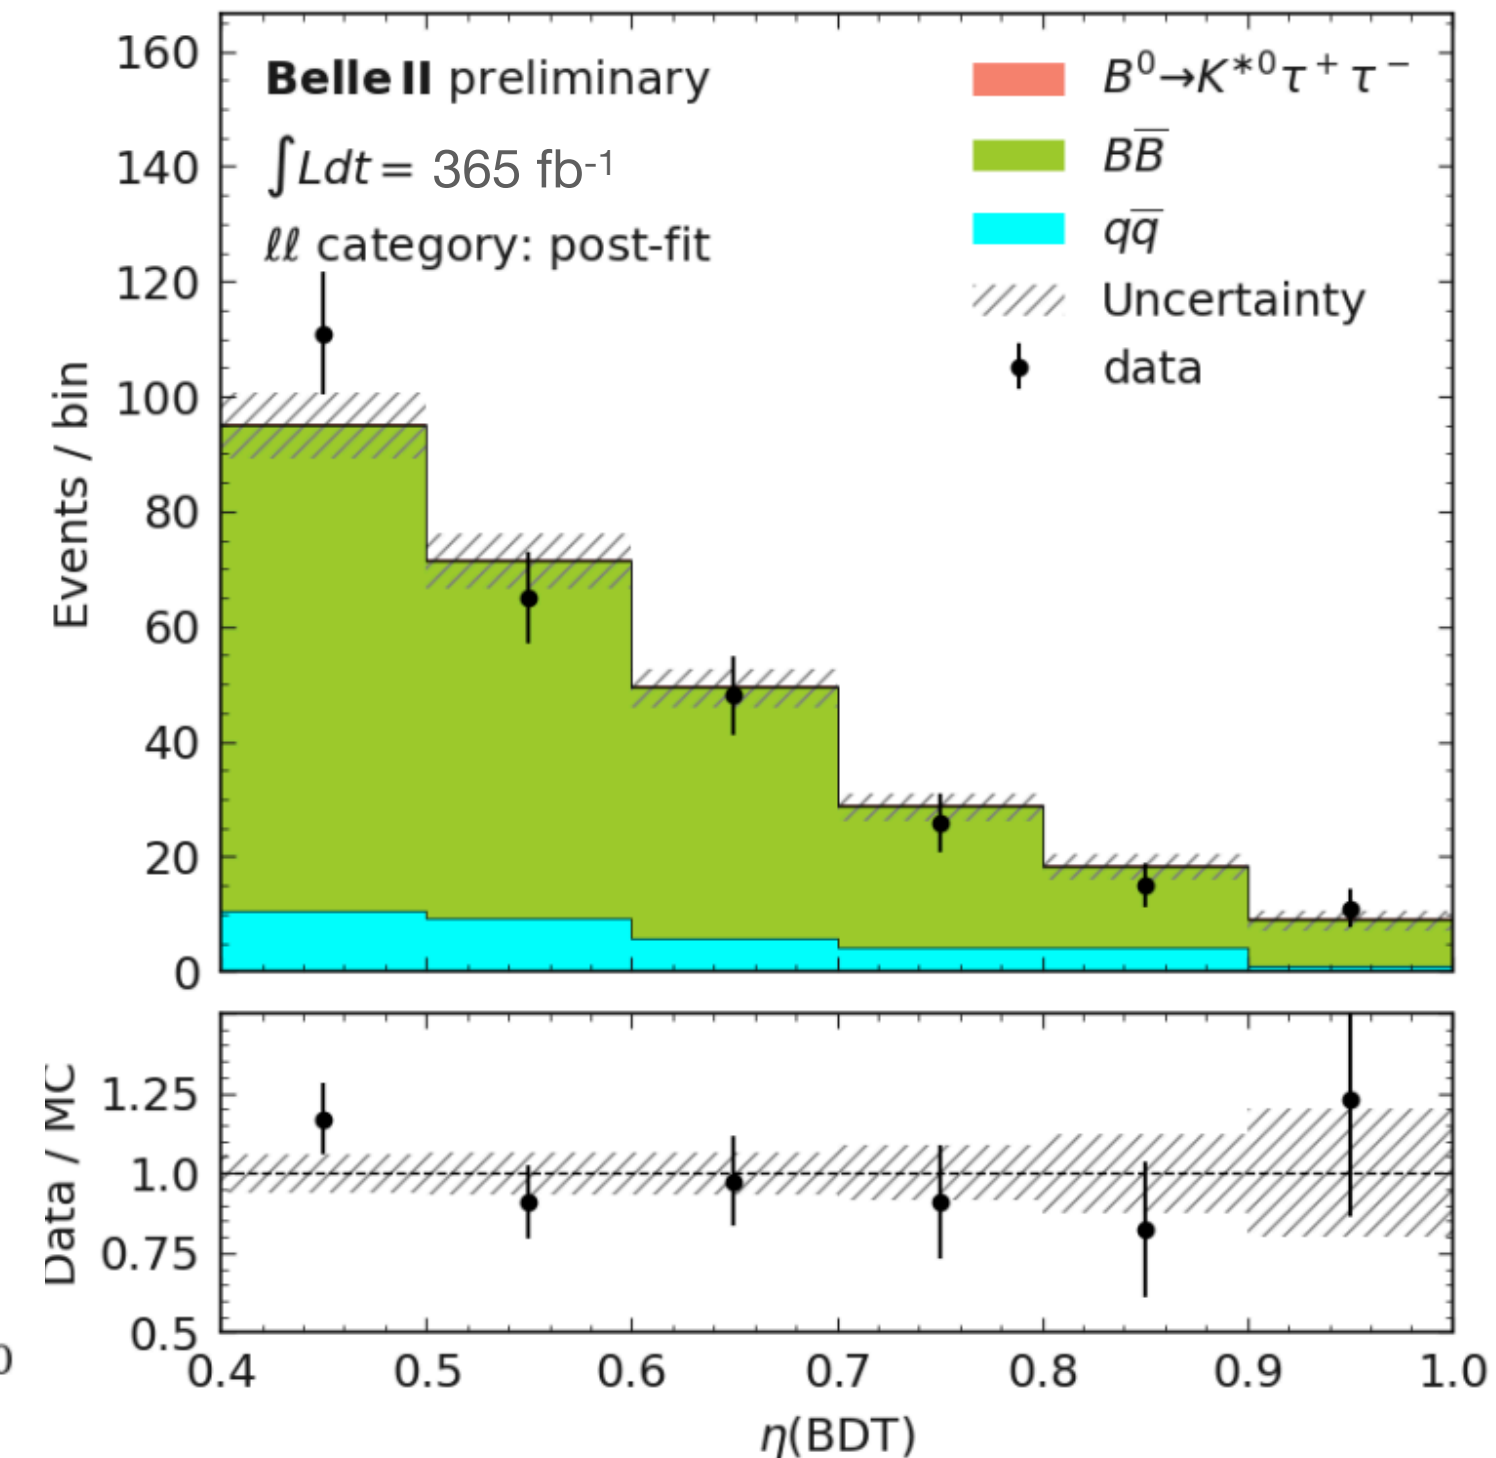 160
140
120
100
80
60
40
20
0
Events / bin
Belle II preliminary
∫Ldt = 365 fb⁻¹
ℓℓ category: post-fit
B⁰→K*⁰τ⁺τ⁻
BB̅
qq̅
Uncertainty
data
1.25
1.0
0.75
0.5
Data / MC
0
0.4 0.5 0.6 0.7 0.8 0.9 1.0
η(BDT)